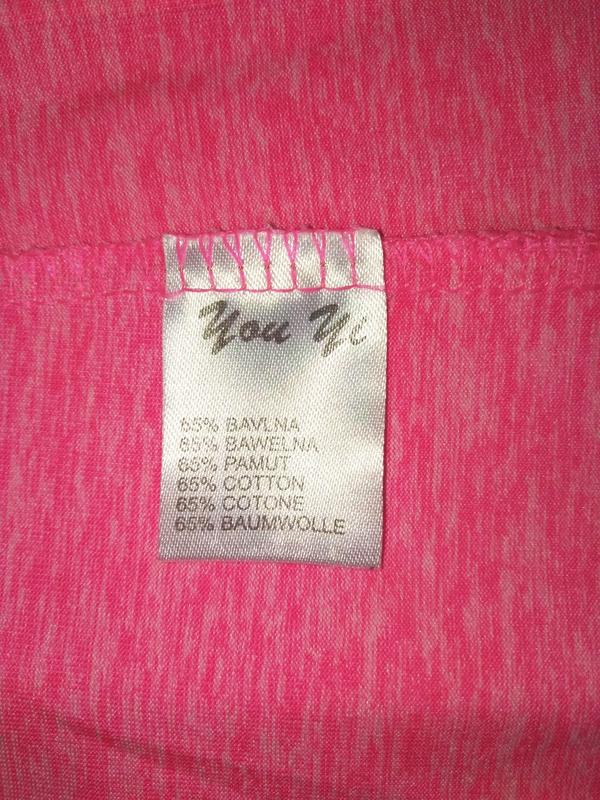 You Yi
65% BAVLNA
65% BAWELNA
65% PAMUT
65% COTTON
65% COTONE
65% BAUMWOLLE